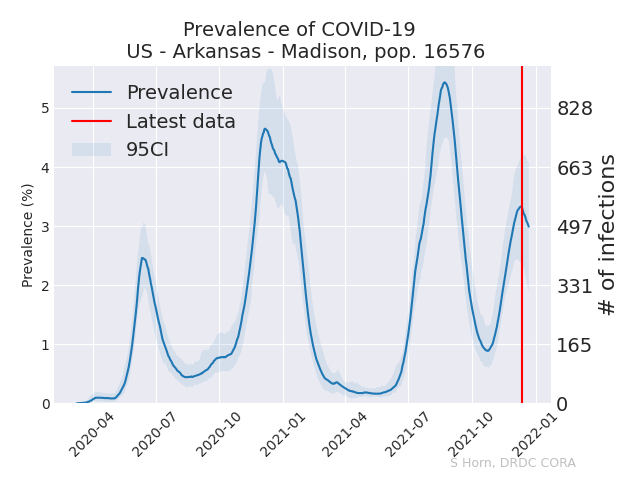 Prevalence of COVID-19
US - Arkansas - Madison, pop. 16576
Prevalence
Latest data
95CI
Prevalence (%)
0
1
2
3
4
5
0
165
331
497
663
828
# of infections
2020-04
2020-07
2020-10
2021-01
2021-04
2021-07
2021-10
2022-01
S Horn, DRDC CORA